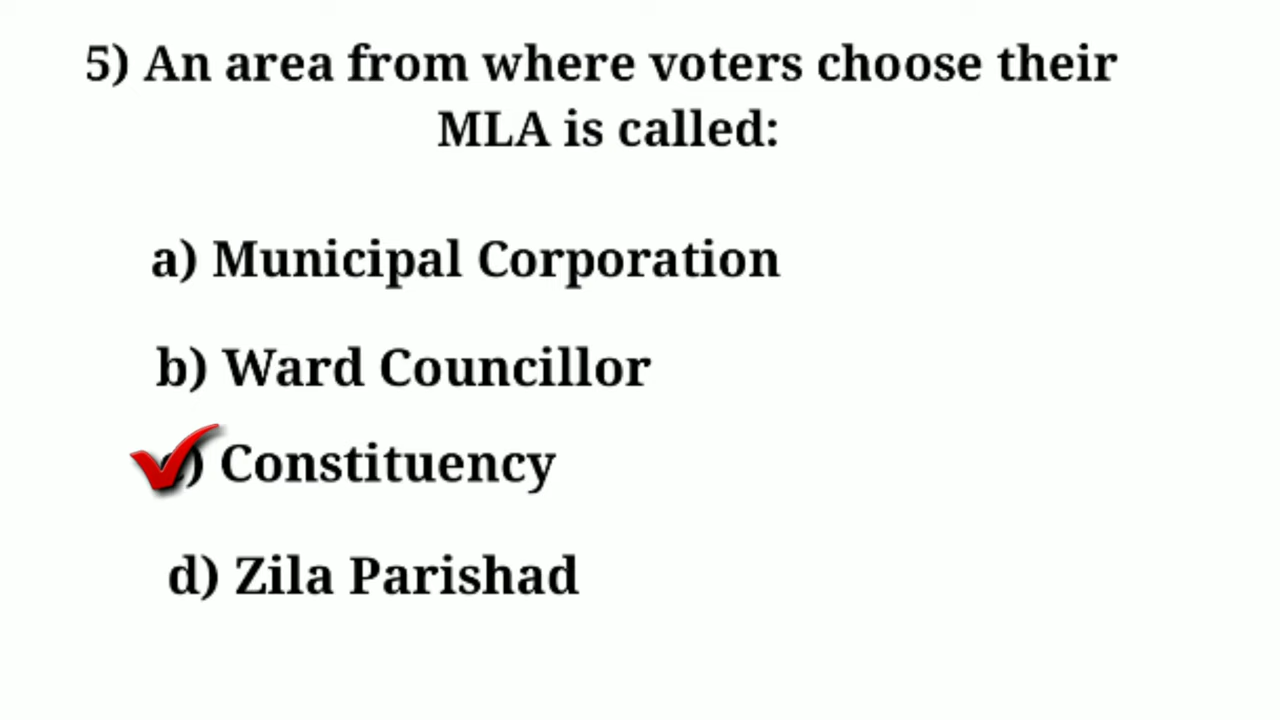 5) An area from where voters choose their
MLA is called:
a) Municipal Corporation
b) Ward Councillor
c) Constituency
d) Zila Parishad